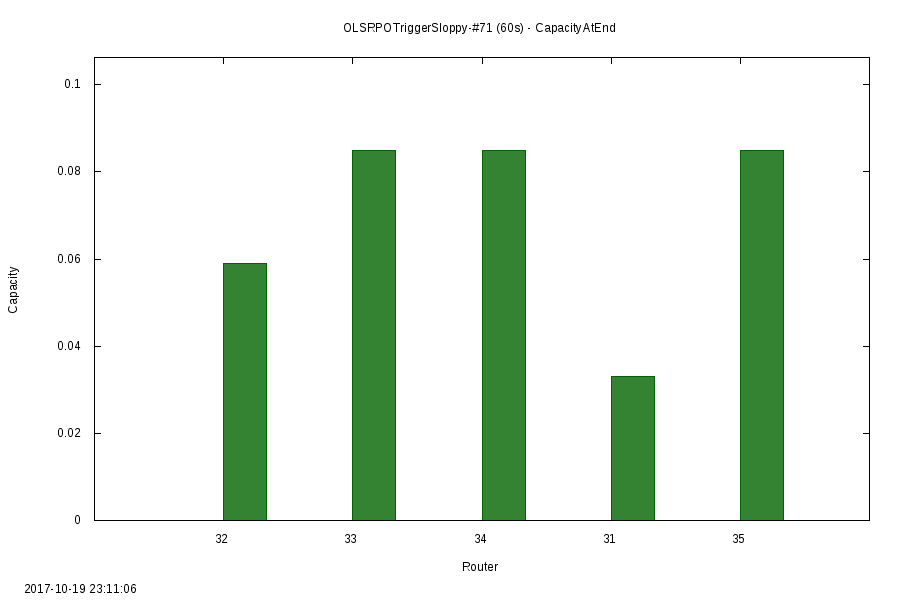 OLSRPOTriggerSloppy-#71 (60s) - CapacityAtEnd
0.1
0.08
0.06
0.04
0.02
0
Capacity
32 33 34 31 35
Router
2017-10-19 23:11:06